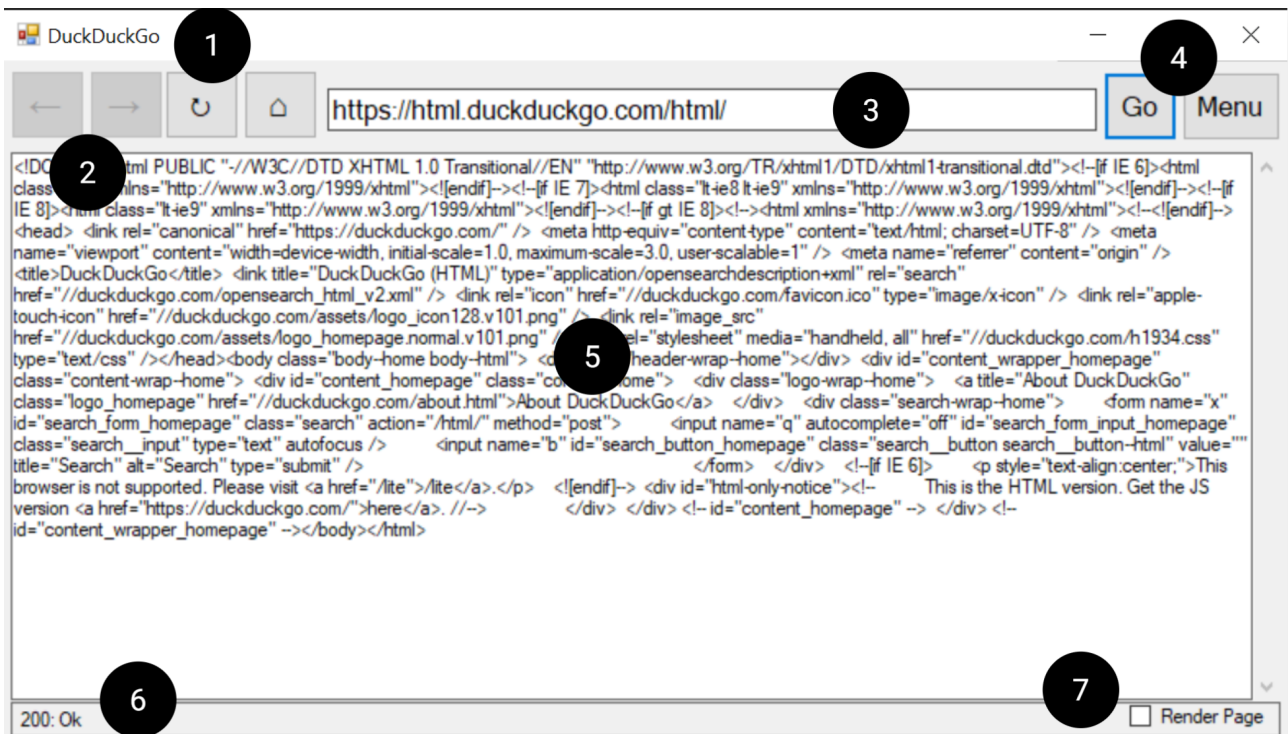 DuckDuckGo
1
4
← → ↻ ⌂ https://html.duckduckgo.com/html/ 3 Go Menu
2
<!DO ml PUBLIC "-//W3C//DTD XHTML 1.0 Transitional//EN" "http://www.w3.org/TR/xhtml1/DTD/xhtml1-transitional.dtd"><!--[if IE 6]><html
class= mlns="http://www.w3.org/1999/xhtml"><![endif]--><!--[if IE 7]><html class="lt-ie8 lt-ie9" xmlns="http://www.w3.org/1999/xhtml"><![endif]--><!--[if
IE 8]><html class="lt-ie9" xmlns="http://www.w3.org/1999/xhtml"><![endif]--><!--[if gt IE 8]><!--><html xmlns="http://www.w3.org/1999/xhtml"><!--<![endif]-->
<head> <link rel="canonical" href="https://duckduckgo.com/" /> <meta http-equiv="content-type" content="text/html; charset=UTF-8" /> <meta
name="viewport" content="width=device-width, initial-scale=1.0, maximum-scale=3.0, user-scalable=1" /> <meta name="referrer" content="origin" />
<title>DuckDuckGo</title> <link title="DuckDuckGo (HTML)" type="application/opensearchdescription+xml" rel="search"
href="//duckduckgo.com/opensearch_html_v2.xml" /> <link rel="icon" href="//duckduckgo.com/favicon.ico" type="image/x-icon" /> <link rel="apple-
touch-icon" href="//duckduckgo.com/assets/logo_icon128.v101.png" /> <link rel="image_src"
href="//duckduckgo.com/assets/logo_homepage.normal.v101.png" / rel="stylesheet" media="handheld, all" href="//duckduckgo.com/h1934.css"
type="text/css" /></head><body class="body--home body--html"> <d header-wrap--home"></div> <div id="content_wrapper_homepage"
5
class="content-wrap--home"> <div id="content_homepage" class="con ome"> <div class="logo-wrap--home"> <a title="About DuckDuckGo"
class="logo_homepage" href="//duckduckgo.com/about.html">About DuckDuckGo</a> </div> <div class="search-wrap--home"> <form name="x"
id="search_form_homepage" class="search" action="/html/" method="post"> <input name="q" autocomplete="off" id="search_form_input_homepage"
class="search__input" type="text" autofocus /> <input name="b" id="search_button_homepage" class="search__button search__button--html" value=""
title="Search" alt="Search" type="submit" /> </form> </div> <!--[if IE 6]> <p style="text-align:center;">This
browser is not supported. Please visit <a href="/lite">/lite</a>.</p> <![endif]--> <div id="html-only-notice"><!-- This is the HTML version. Get the JS
version <a href="https://duckduckgo.com/">here</a>. //--> </div> </div> <!-- id="content_homepage" --> </div> <!--
id="content_wrapper_homepage" --></body></html>
6
7
200: Ok Render Page